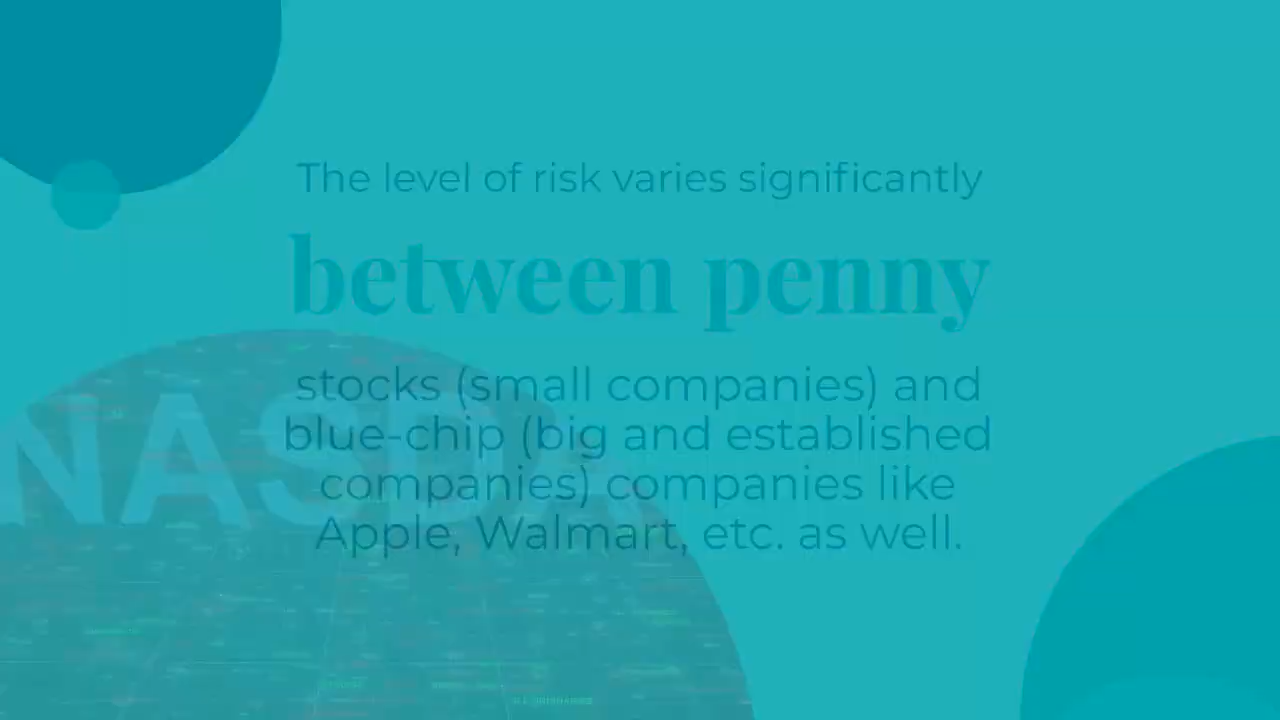 The level of risk varies significantly
between penny
stocks (small companies) and
blue-chip (big and established
companies) companies like
Apple, Walmart, etc. as well.
NASDA